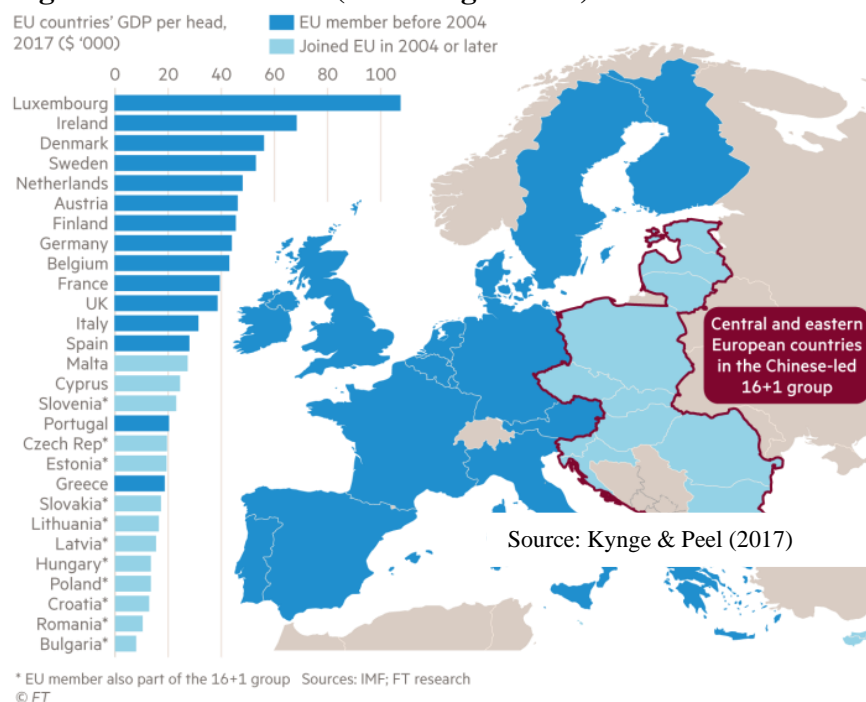 EU countries' GDP per head,
2017 ($ '000)
EU member before 2004
Joined EU in 2004 or later
0 20 40 60 80 100
Luxembourg
Ireland
Denmark
Sweden
Netherlands
Austria
Finland
Germany
Belgium
France
UK
Italy
Spain
Malta
Cyprus
Slovenia*
Portugal
Czech Rep*
Estonia*
Greece
Slovakia*
Lithuania*
Latvia*
Hungary*
Poland*
Croatia*
Romania*
Bulgaria*
Central and eastern
European countries
in the Chinese-led
16+1 group
Source: Kynge & Peel (2017)
* EU member also part of the 16+1 group Sources: IMF; FT research
© FT